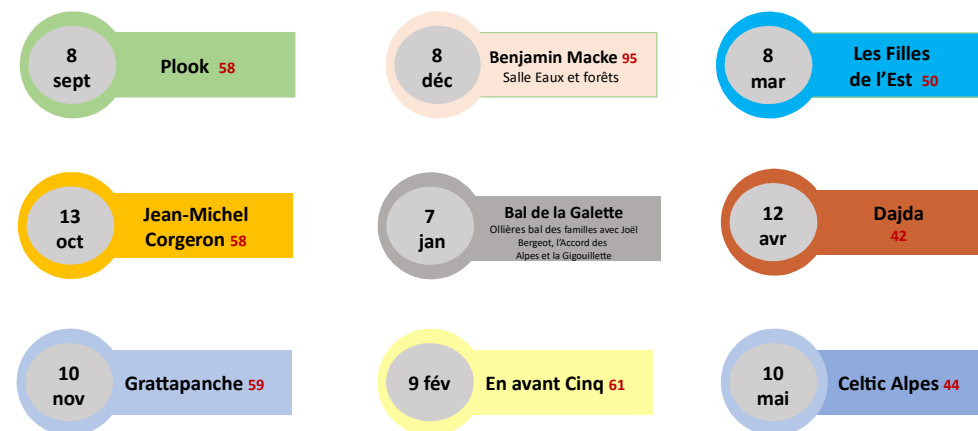 8
sept
Plook 58
8
déc
Benjamin Macke 95
Salle Eaux et forêts
8
mar
Les Filles
de l'Est 50
13
oct
Jean-Michel
Corgeron 58
7
jan
Bal de la Galette
Ollières bal des familles avec Joël
Bergeot, l'Accord des
Alpes et la Gigouillette
12
avr
Dajda
42
10
nov
Grattapanche 59
9 fév
En avant Cinq 61
10
mai
Celtic Alpes 44